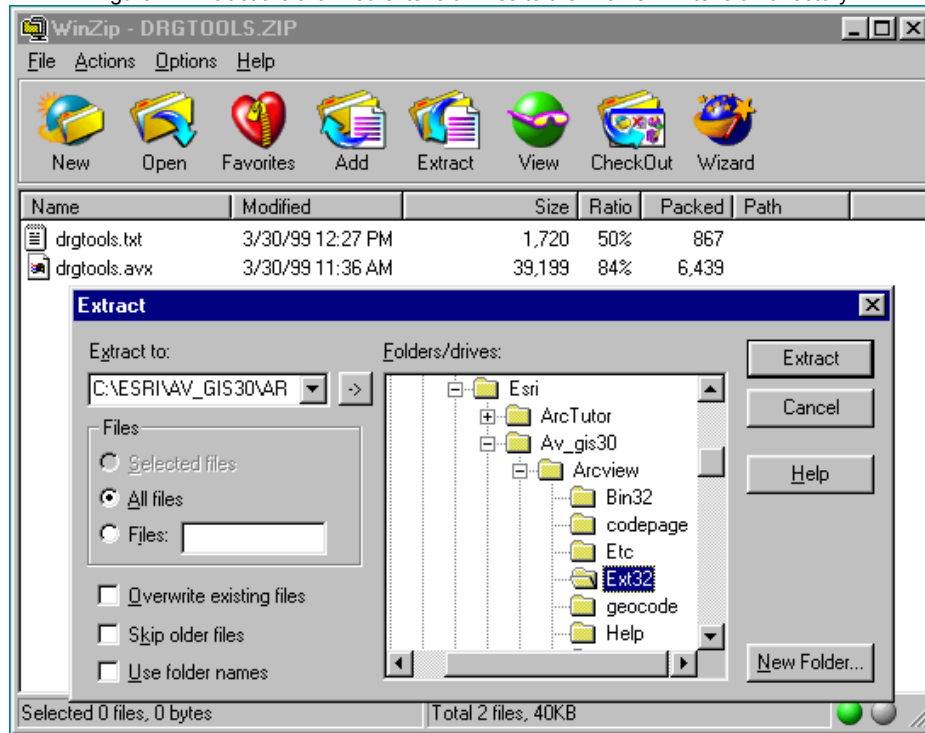 WinZip - DRGTOOLS.ZIP
File Actions Options Help
New Open Favorites Add Extract View CheckOut Wizard
Name Modified Size Ratio Packed Path
drgtools.txt 3/30/99 12:27 PM 1,720 50% 867
drgtools.avx 3/30/99 11:36 AM 39,199 84% 6,439
Extract
Extract to:
C:\ESRI\AV_GIS30\AR
->
Files
Selected files
All files
Files:
Overwrite existing files
Skip older files
Use folder names
Folders/drives:
Esri
ArcTutor
Av_gis30
Arcview
Bin32
codepage
Etc
Ext32
geocode
Help
Extract
Cancel
Help
New Folder...
Selected 0 files, 0 bytes Total 2 files, 40KB